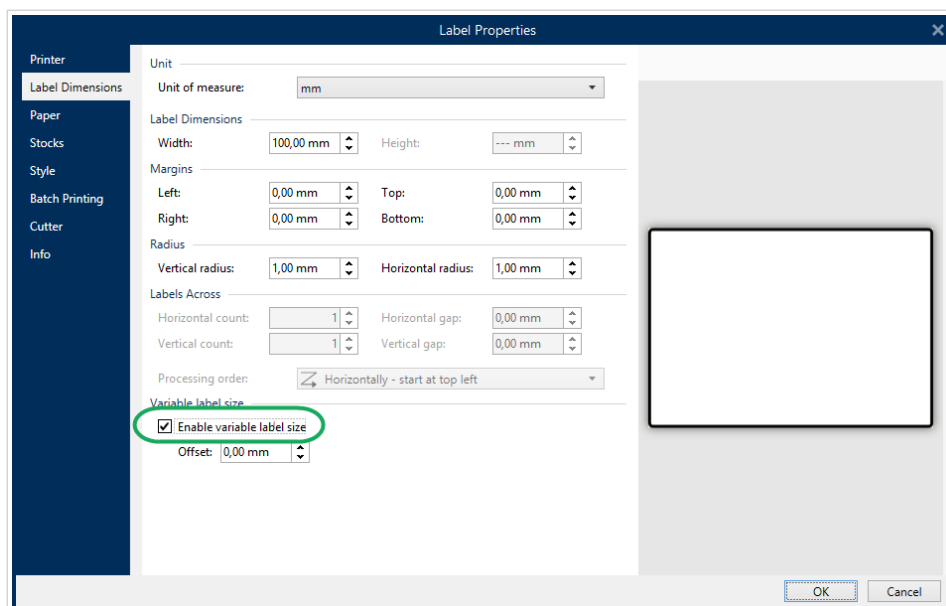 Label Properties
Printer
Label Dimensions
Paper
Stocks
Style
Batch Printing
Cutter
Info
Unit
Unit of measure: mm
Label Dimensions
Width: 100,00 mm Height: --- mm
Margins
Left: 0,00 mm Top: 0,00 mm
Right: 0,00 mm Bottom: 0,00 mm
Radius
Vertical radius: 1,00 mm Horizontal radius: 1,00 mm
Labels Across
Horizontal count: 1 Horizontal gap: 0,00 mm
Vertical count: 1 Vertical gap: 0,00 mm
Processing order: Horizontally - start at top left
Variable label size
Enable variable label size
Offset: 0,00 mm
OK Cancel